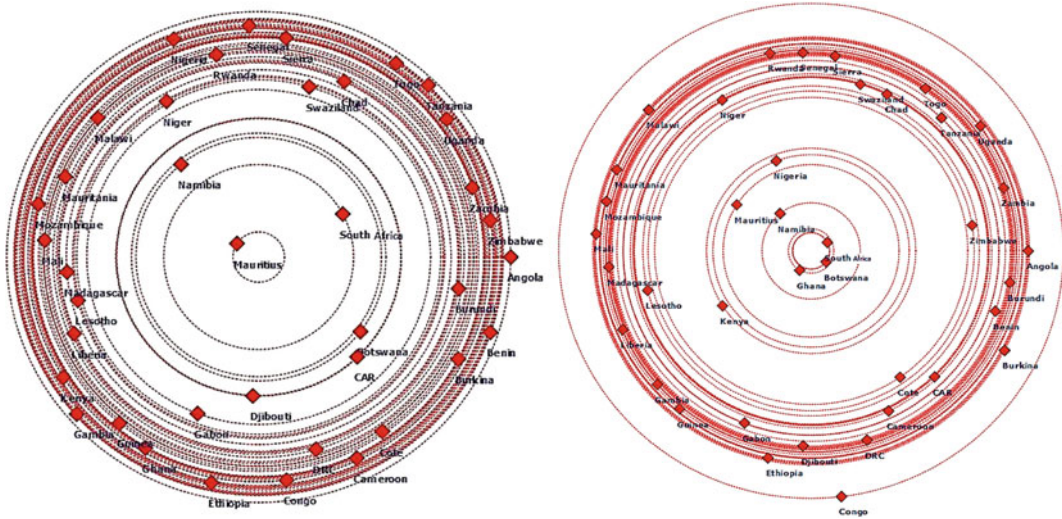 Senegal
Sierra
Nigeria
Rwanda
Togo
Chad
Tanzania
Swaziland
Niger
Uganda
Malawi
Namibia
Mauritania
Zambia
Mozambique
South Africa
Zimbabwe
Mali
Mauritius
Angola
Madagascar
Burundi
Lesotho
Liberia
Botswana
Benin
Burkina
CAR
Kenya
Djibouti
Gambia
Gabon
Guinea
Cote
Ghana
DRC
Cameroon
Ethiopia
Congo
Rwanda
Senegal
Sierra
Swaziland
Chad
Togo
Niger
Malawi
Tanzania
Uganda
Nigeria
Mauritania
Zambia
Mozambique
Mauritius
Namibia
Zimbabwe
Mali
South Africa
Angola
Madagascar
Botswana
Ghana
Lesotho
Burundi
Kenya
Benin
Liberia
Burkina
Gambia
Cote
CAR
Guinea
Gabon
Cameroon
Djibouti
DRC
Ethiopia
Congo